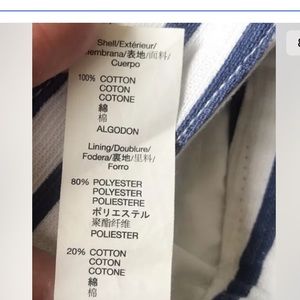 Shell/Extérieur/
Membrana/表地/面料/
Cuerpo
100% COTTON
COTON
COTONE
綿
棉
ALGODON
Lining/Doublure/
Fodera/裏地/里料/
Forro
80% POLYESTER
POLYESTER
POLIESTERE
ポリエステル
聚酯纤维
POLIESTER
20% COTTON
COTON
COTONE
綿
棉